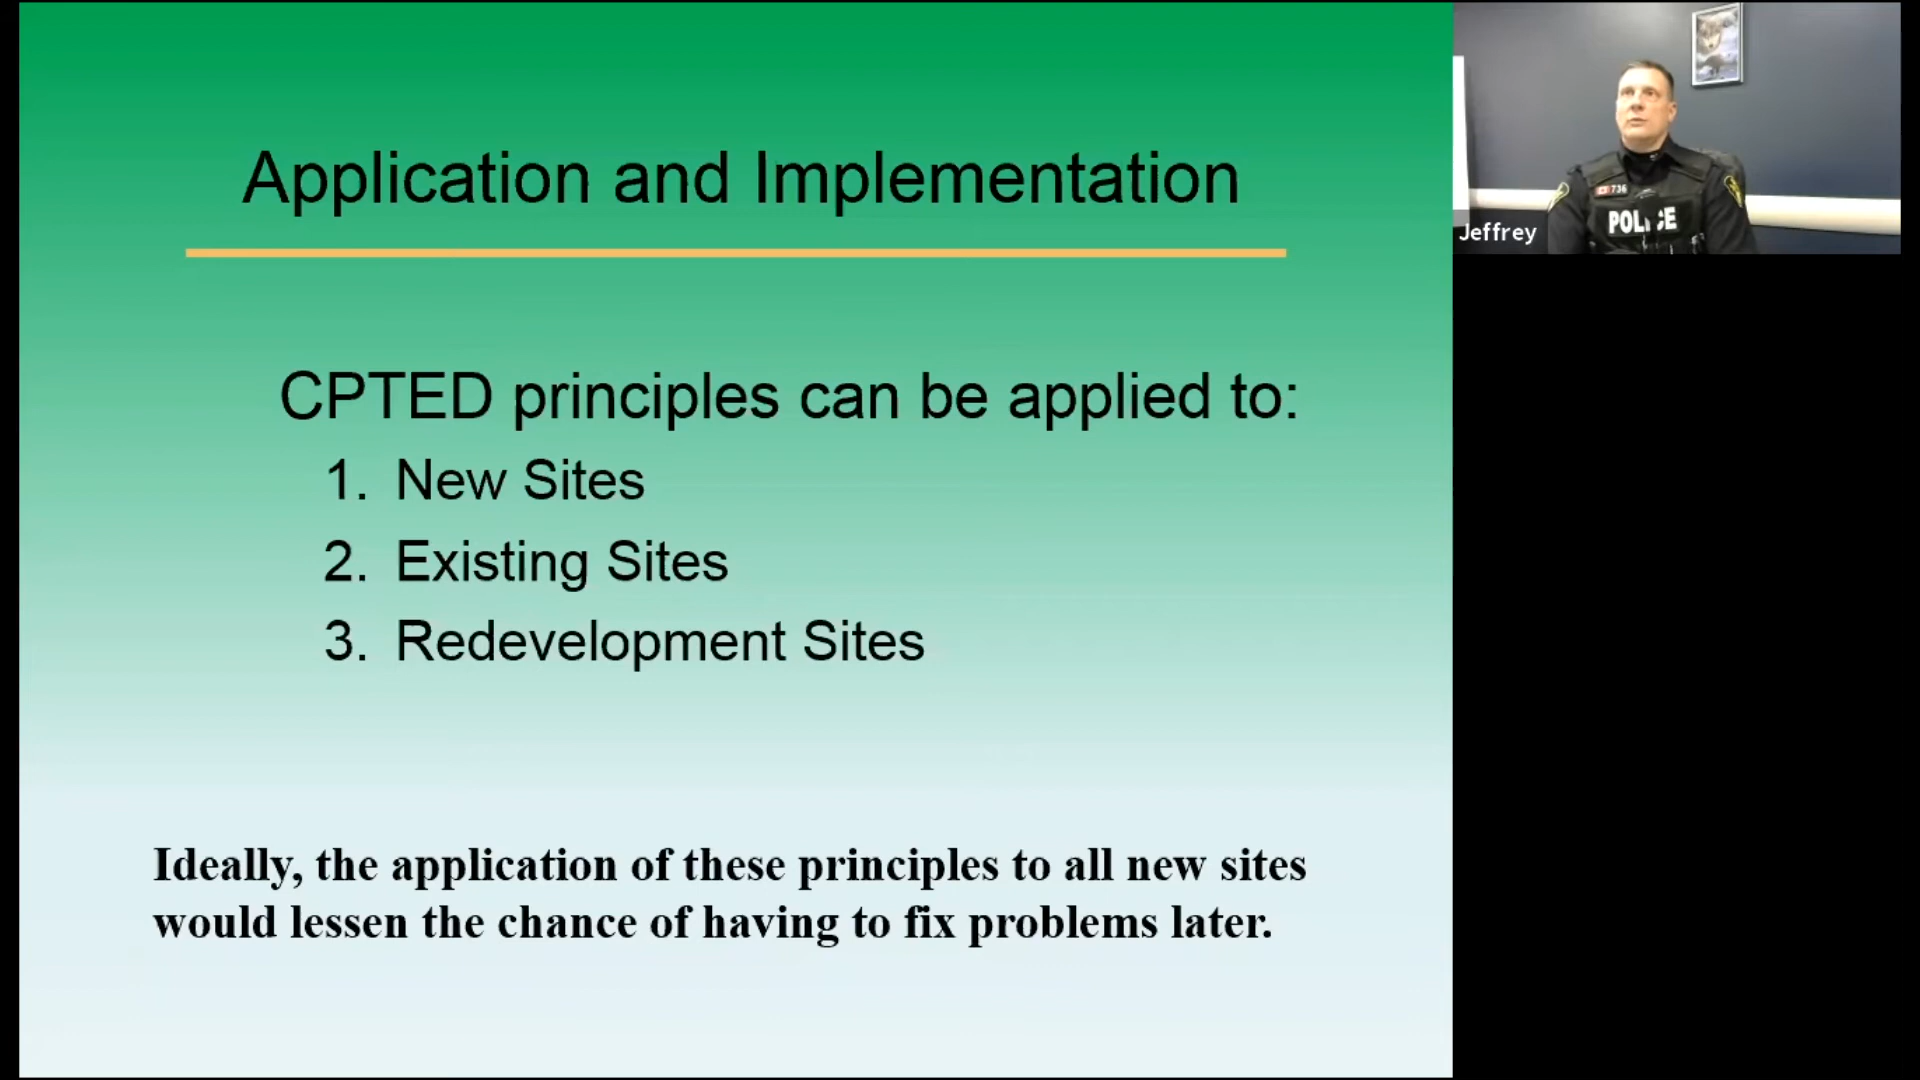 Application and Implementation
CPTED principles can be applied to:
1. New Sites
2. Existing Sites
3. Redevelopment Sites
Ideally, the application of these principles to all new sites
would lessen the chance of having to fix problems later.
736
POLICE
Jeffrey